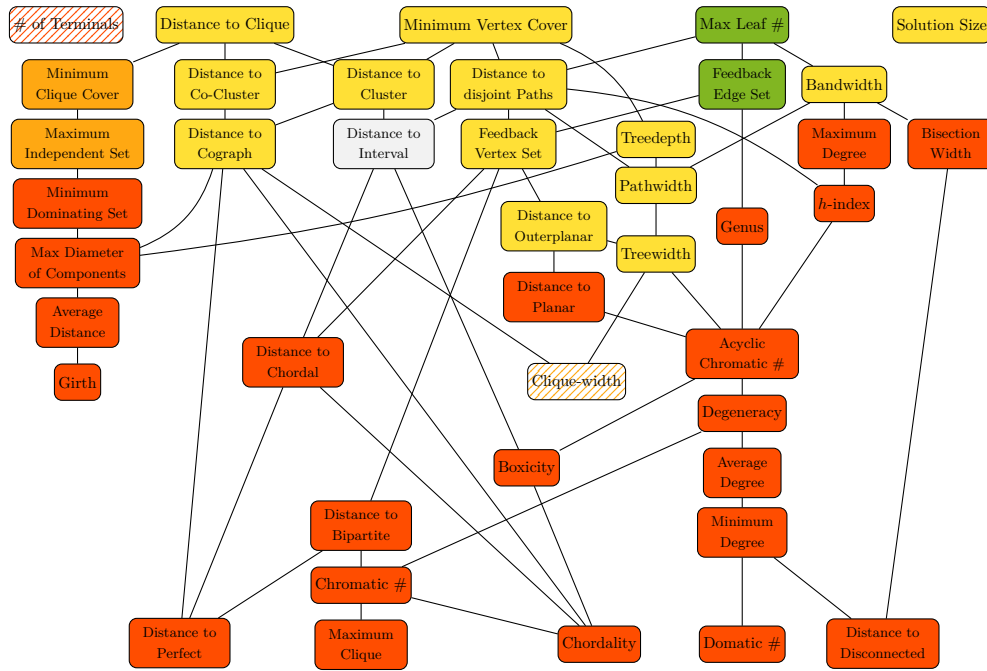 # of Terminals
Distance to Clique
Minimum Vertex Cover
Max Leaf #
Solution Size
Minimum
Clique Cover
Distance to
Co-Cluster
Distance to
Cluster
Distance to
disjoint Paths
Feedback
Edge Set
Bandwidth
Maximum
Independent Set
Distance to
Cograph
Distance to
Interval
Feedback
Vertex Set
Treedepth
Maximum
Degree
Bisection
Width
Minimum
Dominating Set
Pathwidth
h-index
Max Diameter
of Components
Distance to
Outerplanar
Genus
Treewidth
Average
Distance
Distance to
Planar
Girth
Distance to
Chordal
Clique-width
Acyclic
Chromatic #
Degeneracy
Boxicity
Average
Degree
Distance to
Bipartite
Minimum
Degree
Chromatic #
Distance to
Perfect
Maximum
Clique
Chordality
Domatic #
Distance to
Disconnected